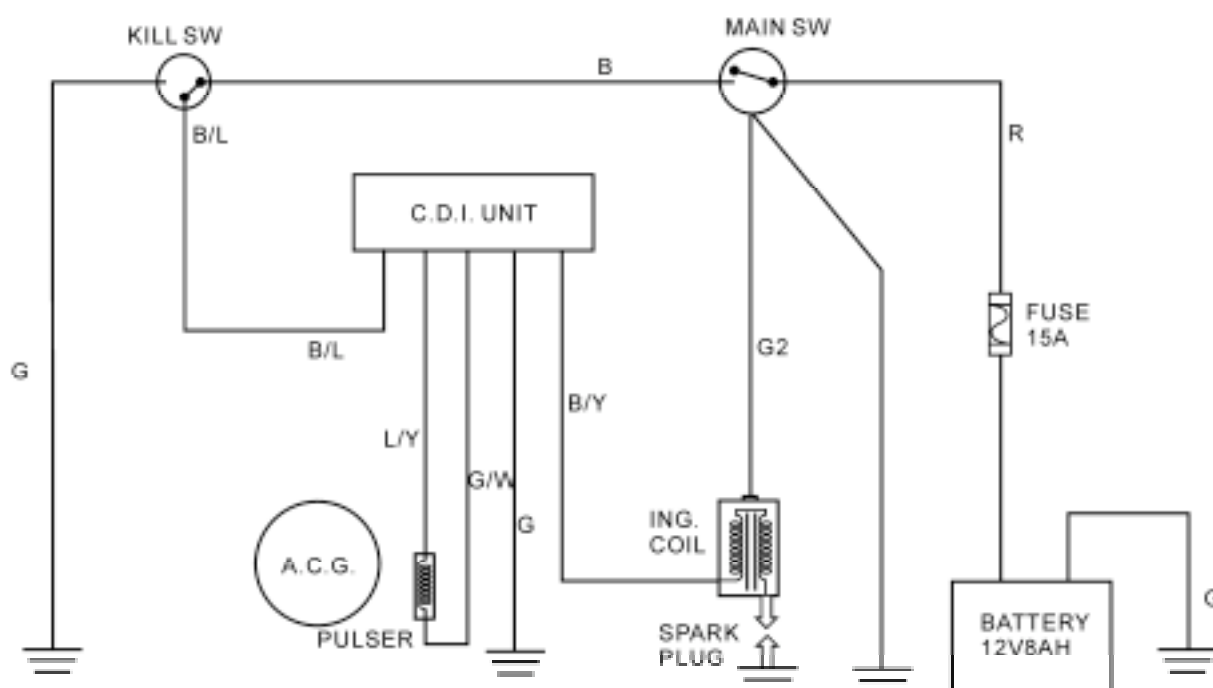 KILL SW
MAIN SW
B
B/L
R
C.D.I. UNIT
FUSE
15A
B/L
G2
G
B/Y
L/Y
G/W
G
ING.
COIL
A.C.G.
PULSER
SPARK
PLUG
BATTERY
12V8AH